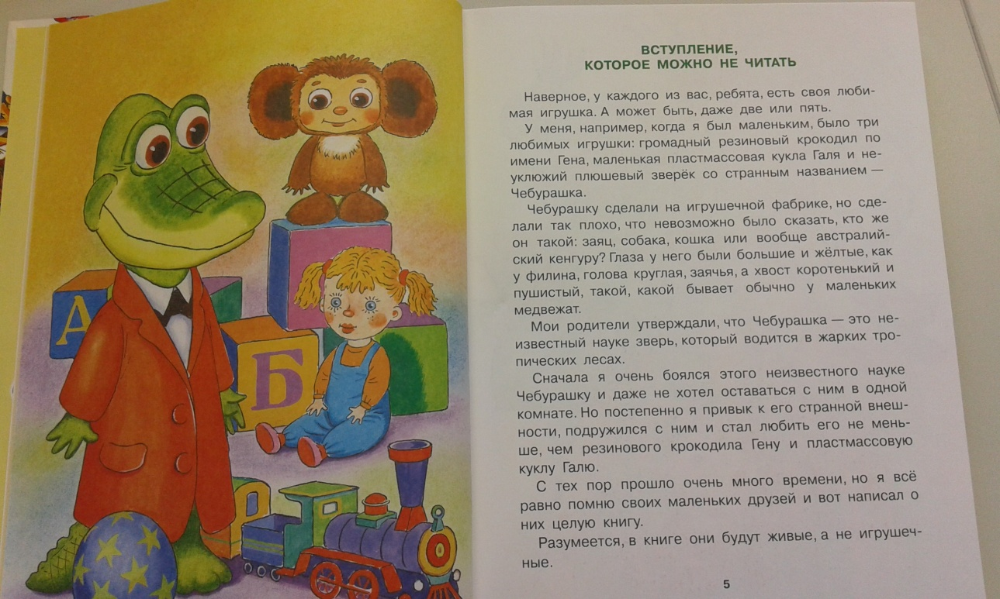 А
Б
ВСТУПЛЕНИЕ,
КОТОРОЕ МОЖНО НЕ ЧИТАТЬ
Наверное, у каждого из вас, ребята, есть своя люби-
мая игрушка. А может быть, даже две или пять.
У меня, например, когда я был маленьким, было три
любимых игрушки: громадный резиновый крокодил по
имени Гена, маленькая пластмассовая кукла Галя и не-
уклюжий плюшевый зверёк со странным названием —
Чебурашка.
Чебурашку сделали на игрушечной фабрике, но сде-
лали так плохо, что невозможно было сказать, кто же
он такой: заяц, собака, кошка или вообще австралий-
ский кенгуру? Глаза у него были большие и жёлтые, как
у филина, голова круглая, заячья, а хвост коротенький и
пушистый, такой, какой бывает обычно у маленьких
медвежат.
Мои родители утверждали, что Чебурашка — это не-
известный науке зверь, который водится в жарких тро-
пических лесах.
Сначала я очень боялся этого неизвестного науке
Чебурашку и даже не хотел оставаться с ним в одной
комнате. Но постепенно я привык к его странной внеш-
ности, подружился с ним и стал любить его не мень-
ше, чем резинового крокодила Гену и пластмассовую
куклу Галю.
С тех пор прошло очень много времени, но я всё
равно помню своих маленьких друзей и вот написал о
них целую книгу.
Разумеется, в книге они будут живые, а не игрушеч-
ные.
5